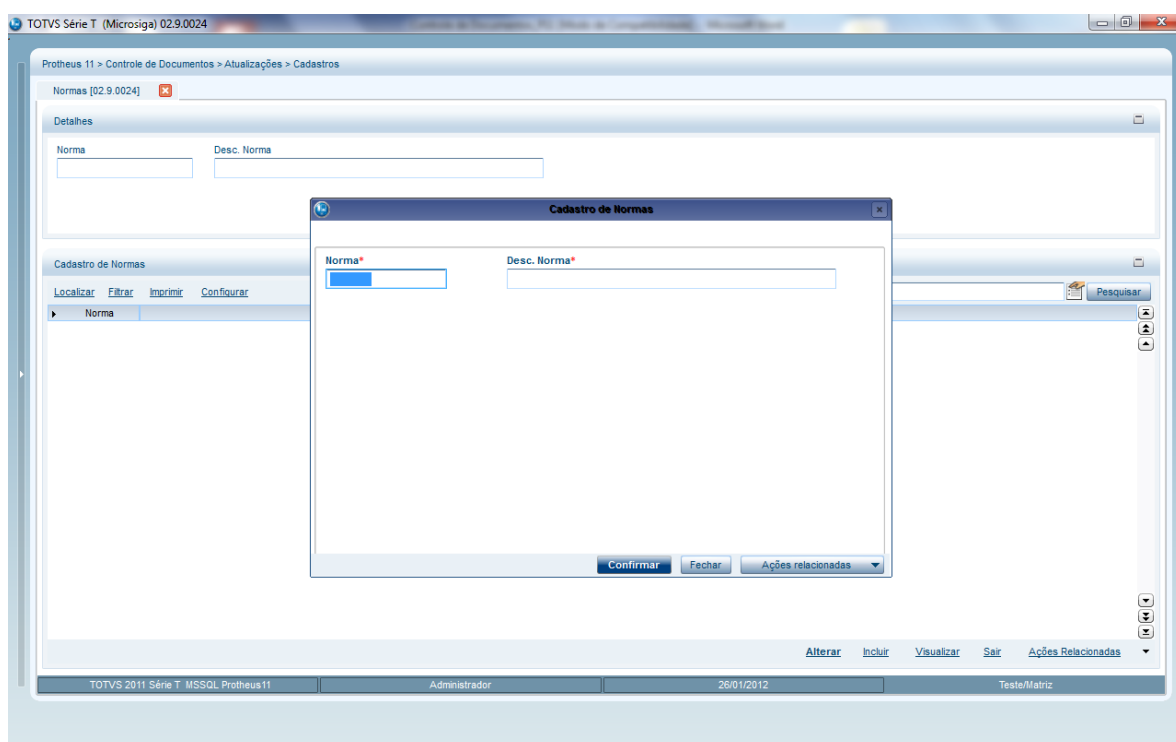 TOTVS Série T (Microsiga) 02.9.0024
Protheus 11 > Controle de Documentos > Atualizações > Cadastros
Normas [02.9.0024]
Detalhes
Norma Desc. Norma
Cadastro de Normas
Norma* Desc. Norma*
Cadastro de Normas
Localizar Filtrar Imprimir Configurar Pesquisar
Norma
Confirmar Fechar Ações relacionadas
Alterar Incluir Visualizar Sair Ações Relacionadas
TOTVS 2011 Série T MSSQL Protheus11 Administrador 26/01/2012 Teste/Matriz